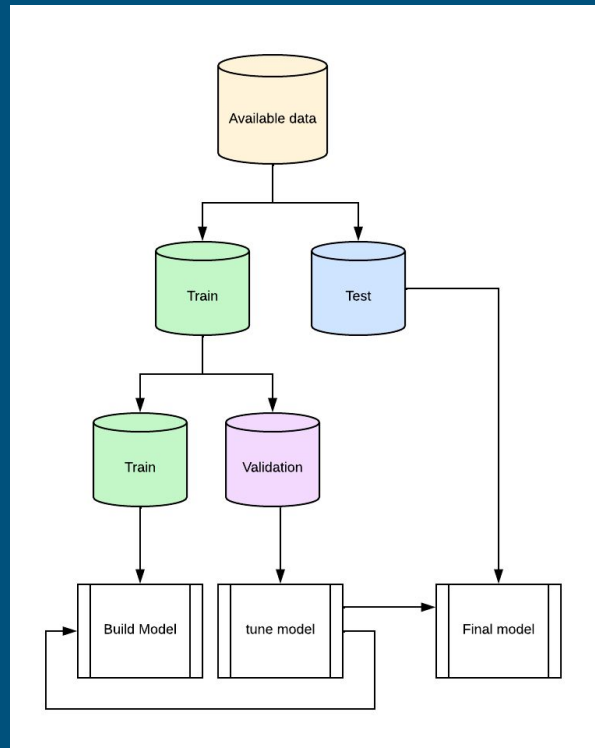 Available data
Train
Test
Train
Validation
Build Model
tune model
Final model